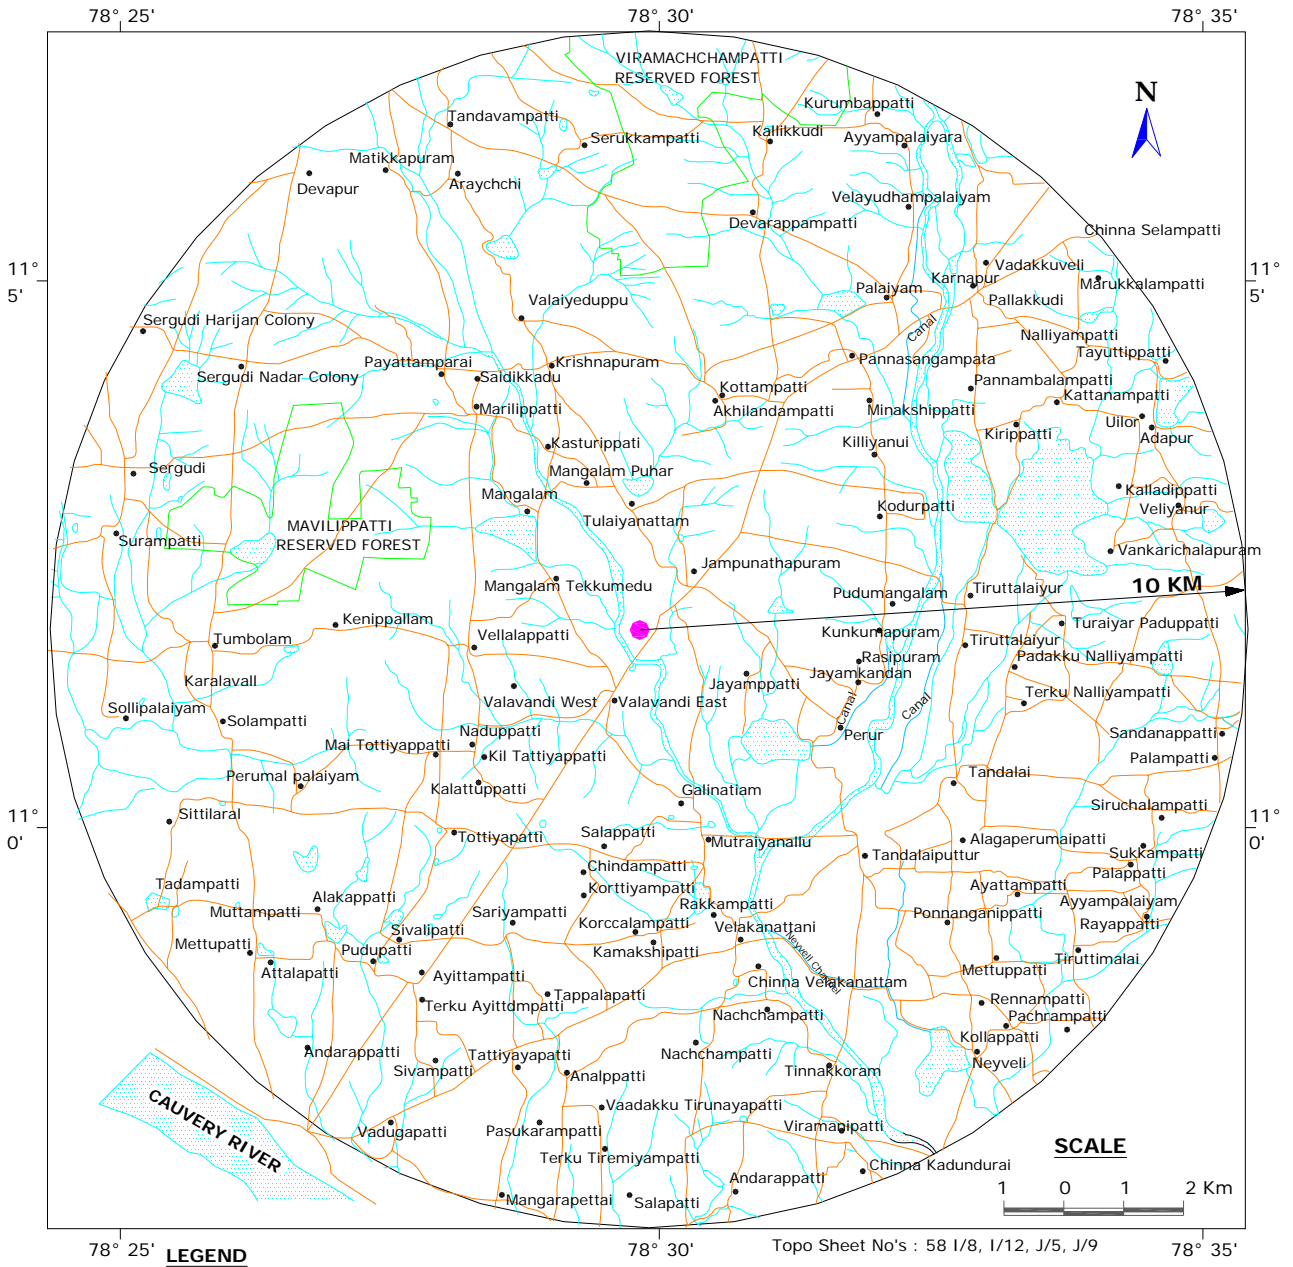 78° 25'
78° 30'
78° 35'
VIRAMACHCHAMPATTI
RESERVED FOREST
N
Kurumbappatti
Tandavampatti
Serukkampatti
Kallikkudi
Ayyampalaiyara
Matikkapuram
Devapur
Araychchi
Velayudhampalaiyam
Devarappampatti
Chinna Selampatti
11°
5'
11°
5'
Vadakkuveli
Karnapur
Marukkalampatti
Palaiyam
Pallakkudi
Valaiyeduppu
Sergudi Harijan Colony
Canal
Nalliyampatti
Tayuttippatti
Payattamparai
Krishnapuram
Pannasangampata
Sergudi Nadar Colony
Saidikkadu
Kottampatti
Pannambalampatti
Kattanampatti
Marilippatti
Akhilandampatti
Minakshippatti
Uilor
Adapur
Kirippatti
Kasturippati
Killiyanui
Sergudi
Mangalam Puhar
Mangalam
Kalladippatti
Veliyanur
Kodurpatti
Tulaiyanattam
MAVILIPPATTI
RESERVED FOREST
Surampatti
Vankarichalapuram
Jampunathapuram
Mangalam Tekkumedu
10 KM
Pudumangalam
Tiruttalaiyur
Kenippallam
Turaiyar Paduppatti
Tumbolam
Vellalappatti
Kunkumapuram
Tiruttalaiyur
Rasipuram
Padakku Nalliyampatti
Karalavall
Jayamkandan
Jayamppatti
Terku Nalliyampatti
Sollipalaiyam
Valavandi West
Valavandi East
Canal
Canal
Solampatti
Naduppatti
Perur
Sandanappatti
Mai Tottiyappatti
Kil Tattiyappatti
Palampatti
Perumal palaiyam
Kalattuppatti
Tandalai
Galinatiam
Siruchalampatti
Sittilaral
11°
0'
11°
0'
Tottiyapatti
Salappatti
Mutraiyanallu
Alagaperumaipatti
Tandalaiputtur
Sukkampatti
Chindampatti
Palappatti
Tadampatti
Korttiyampatti
Ayattampatti
Alakappatti
Rakkampatti
Ayyampalaiyam
Muttampatti
Sariyampatti
Ponnanganippatti
Rayappatti
Sivalipatti
Korccalampatti
Velakanattani
Mettupatti
Pudupatti
Kamakshipatti
Neyvell Channel
Tiruttimalai
Attalapatti
Ayittampatti
Mettuppatti
Chinna Velakanattam
Tappalapatti
Rennampatti
Terku Ayittdmpatti
Nachchampatti
Pachrampatti
Kollappatti
Andarappatti
Tattiyayapatti
Nachchampatti
Neyveli
Sivampatti
Analppatti
Tinnakkoram
CAUVERY RIVER
Vaadakku Tirunayapatti
Vadugapatti
Pasukarampatti
Viramanipatti
SCALE
Terku Tiremiyampatti
Chinna Kadundurai
Andarappatti
Mangarapettai
Salapatti
1 0 1 2 Km
78° 25'
78° 30'
78° 35'
Topo Sheet No's : 58 I/8, I/12, J/5, J/9
LEGEND